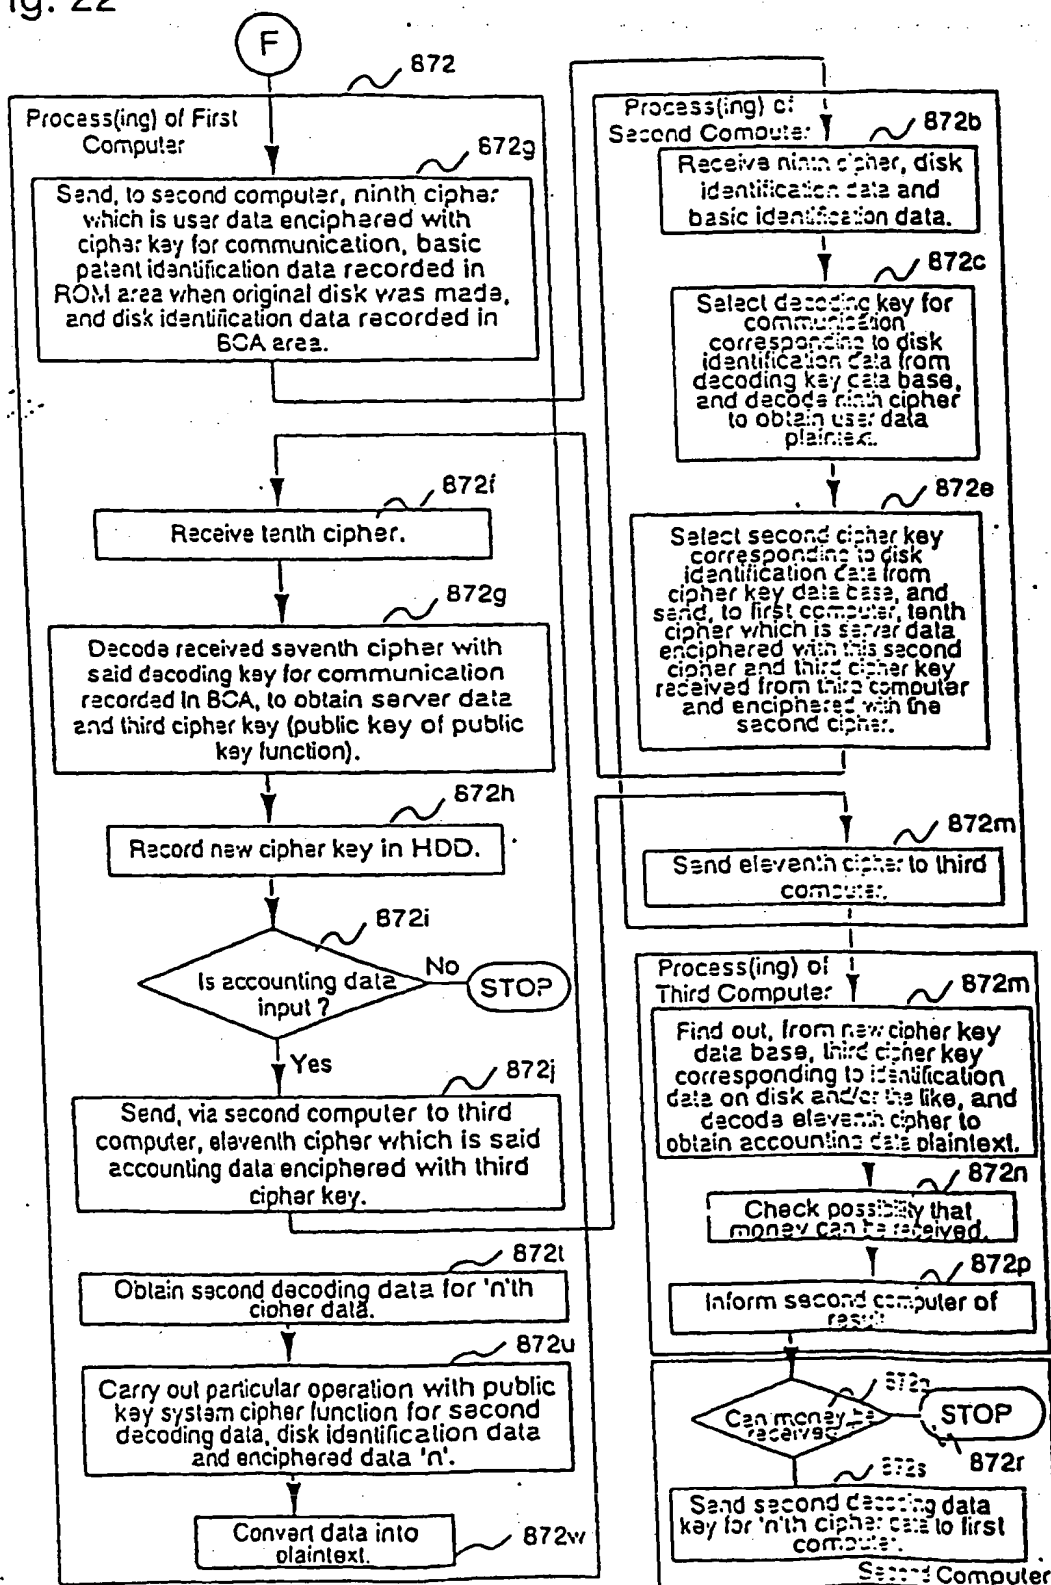 Fig. 22
F
872
Process(ing) of First
Computer
872g
Send, to second computer, ninth cipher
which is user data enciphered with
cipher key for communication, basic
patent identification data recorded in
ROM area when original disk was made,
and disk identification data recorded in
BCA area.
872f
Receive tenth cipher.
872g
Decode received seventh cipher with
said decoding key for communication
recorded in BCA, to obtain server data
and third cipher key (public key of public
key function).
872h
Record new cipher key in HDD.
872i
Is accounting data
input ?
No
STOP
Yes
872j
Send, via second computer to third
computer, eleventh cipher which is said
accounting data enciphered with third
cipher key.
872t
Obtain second decoding data for 'n'th
cipher data.
872u
Carry out particular operation with public
key system cipher function for second
decoding data, disk identification data
and enciphered data 'n'.
Convert data into
plaintext.
872w
Process(ing) of
Second Computer
872b
Receive ninth cipher, disk
identification data and
basic identification data.
872c
Select decoding key for
communication
corresponding to disk
identification data from
decoding key data base,
and decode ninth cipher
to obtain user data
plaintext.
872e
Select second cipher key
corresponding to disk
identification data from
cipher key data base, and
send, to first computer, tenth
cipher which is server data
enciphered with this second
cipher and third cipher key
received from third computer
and enciphered with the
second cipher.
872m
Send eleventh cipher to third
computer.
Process(ing) of
Third Computer
872m
Find out, from new cipher key
data base, third cipher key
corresponding to identification
data on disk and/or the like, and
decode eleventh cipher to
obtain accounting data plaintext.
872n
Check possibility that
money can be received.
872p
Inform second computer of
result
872q
Can money be
received
STOP
872r
872s
Send second decoding data
key for 'n'th cipher data to first
computer.
Second Computer